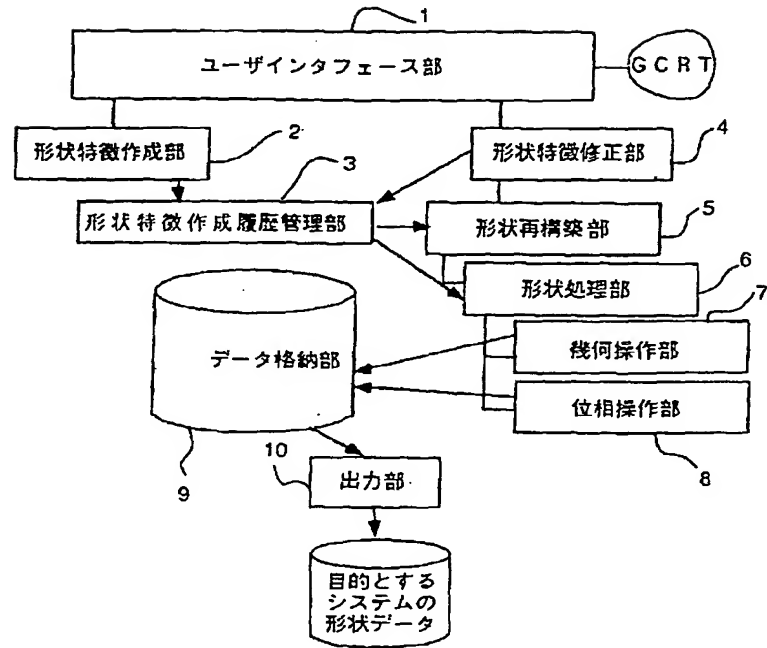 1
ユーザインタフェース部
GCRT
形状特徴作成部
2
3
形状特徴修正部
4
形状特徴作成履歴管理部
形状再構築部
5
形状処理部
6
7
データ格納部
幾何操作部
位相操作部
8
9
10
出力部
目的とする
システムの
形状データ